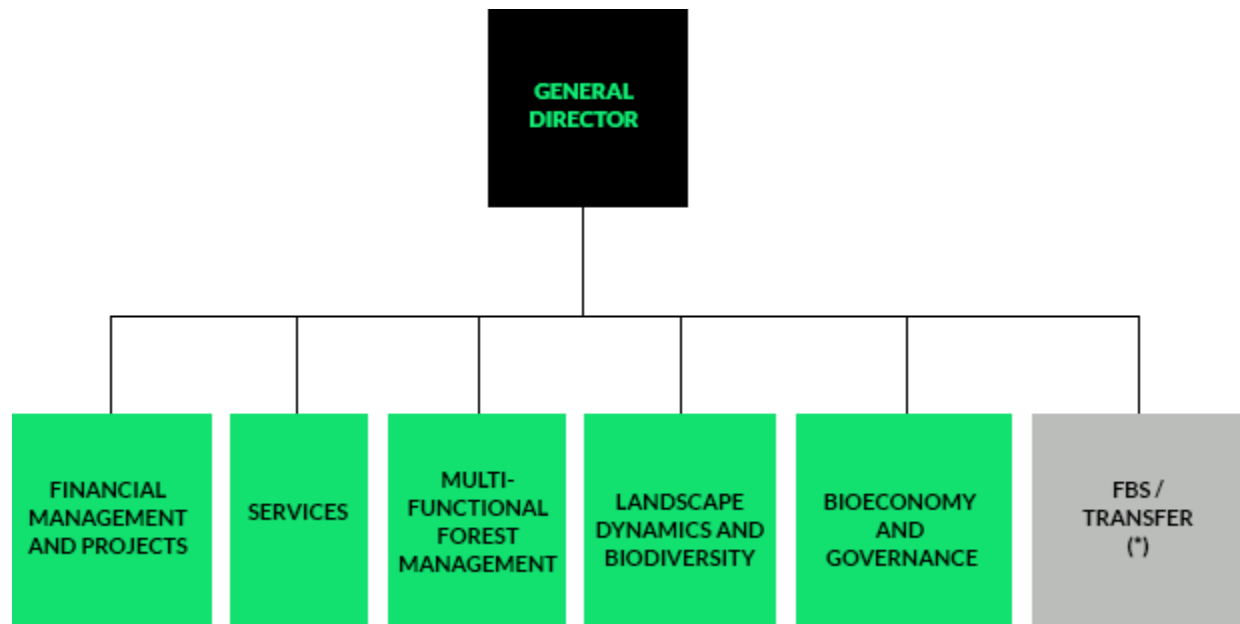 GENERAL
DIRECTOR
FINANCIAL
MANAGEMENT
AND PROJECTS
SERVICES
MULTI-
FUNCTIONAL
FOREST
MANAGEMENT
LANDSCAPE
DYNAMICS AND
BIODIVERSITY
BIOECONOMY
AND
GOVERNANCE
FBS /
TRANSFER
(*)